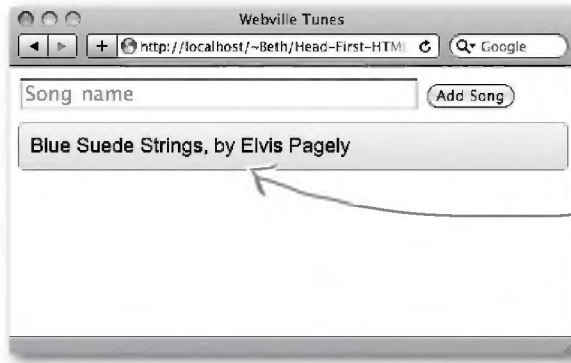 Webville Tunes
http://localhost/~Beth/Head-First-HTM
Google
Song name
Add Song
Blue Suede Strings, by Elvis Pagely